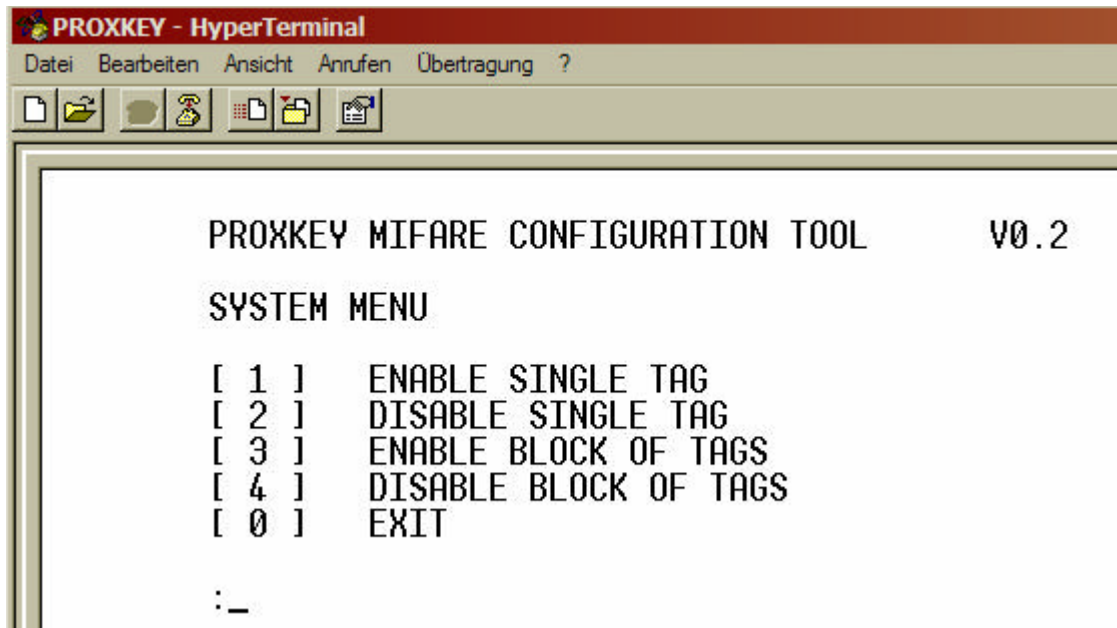 PROXKEY - HyperTerminal
Datei Bearbeiten Ansicht Anrufen Übertragung ?
PROXKEY MIFARE CONFIGURATION TOOL V0.2
SYSTEM MENU
[ 1 ] ENABLE SINGLE TAG
[ 2 ] DISABLE SINGLE TAG
[ 3 ] ENABLE BLOCK OF TAGS
[ 4 ] DISABLE BLOCK OF TAGS
[ 0 ] EXIT
:_